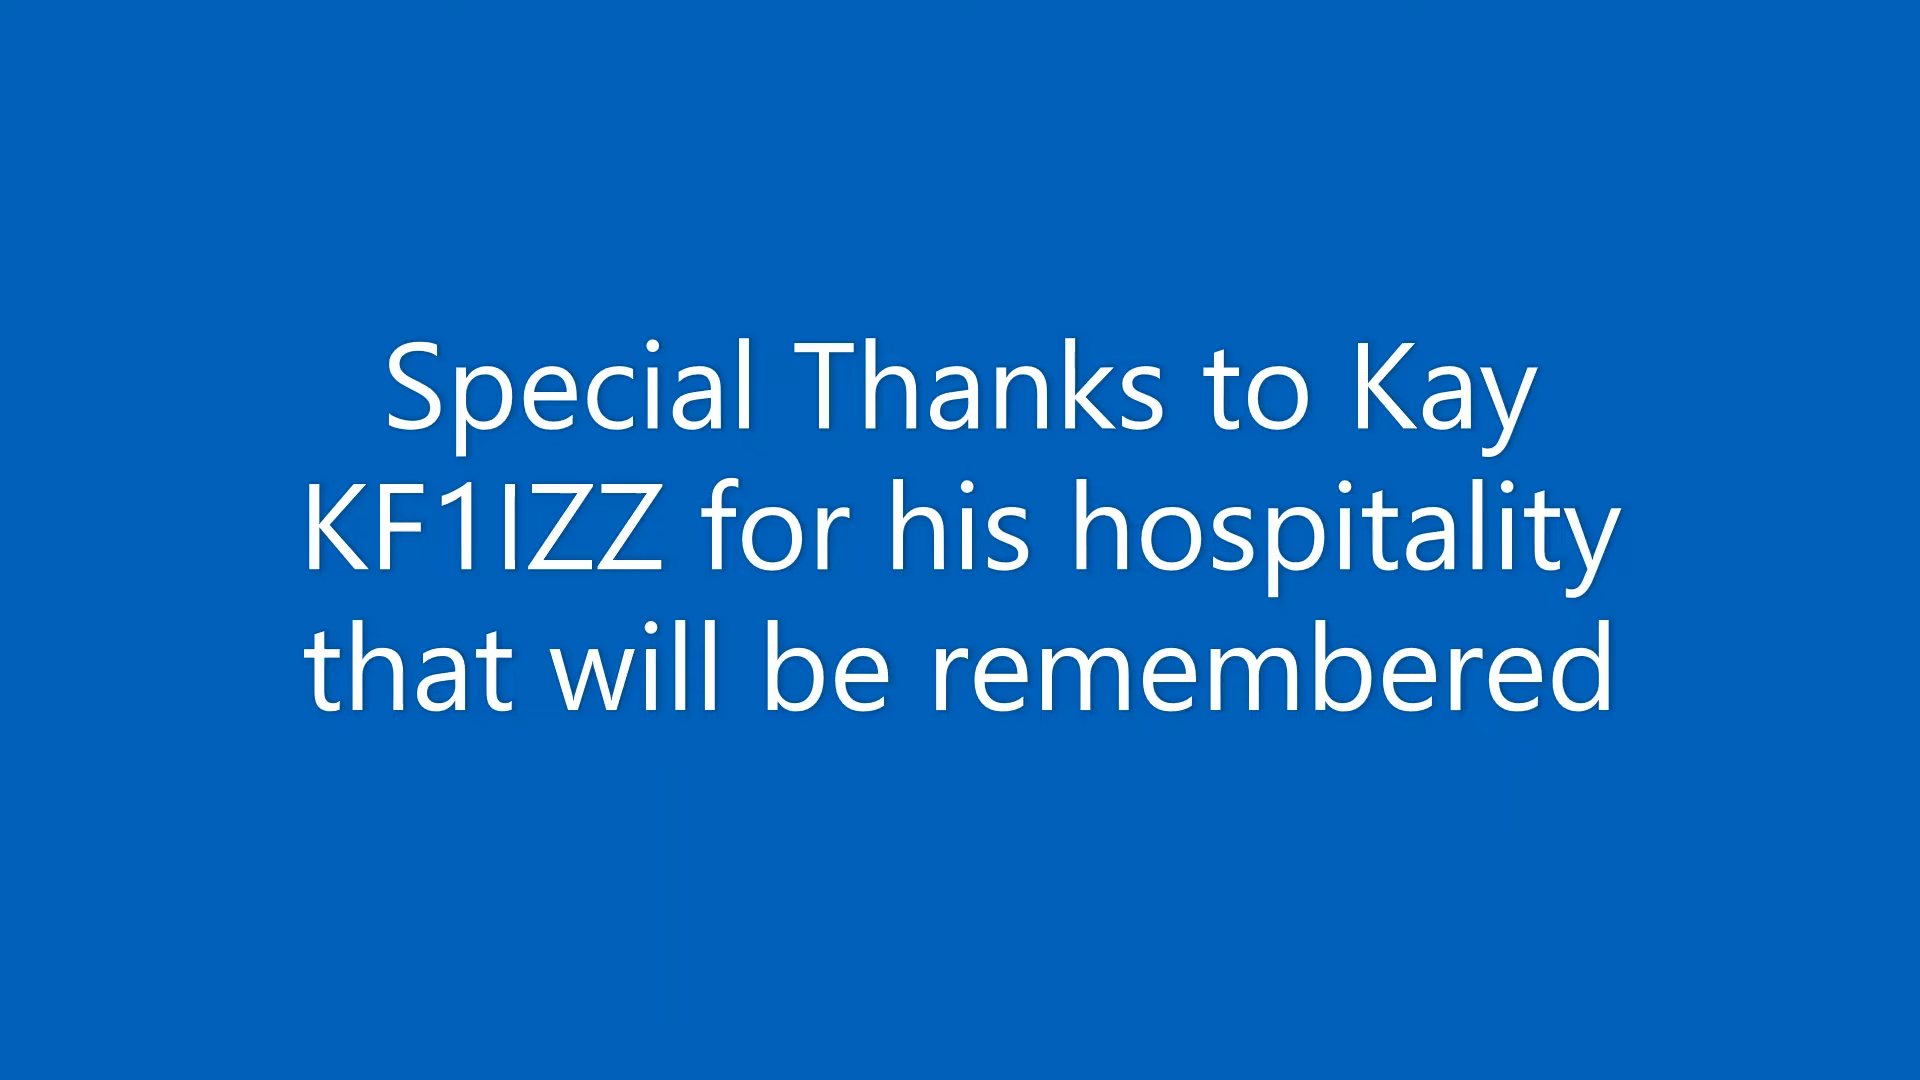 Special Thanks to Kay
KF1IZZ for his hospitality
that will be remembered